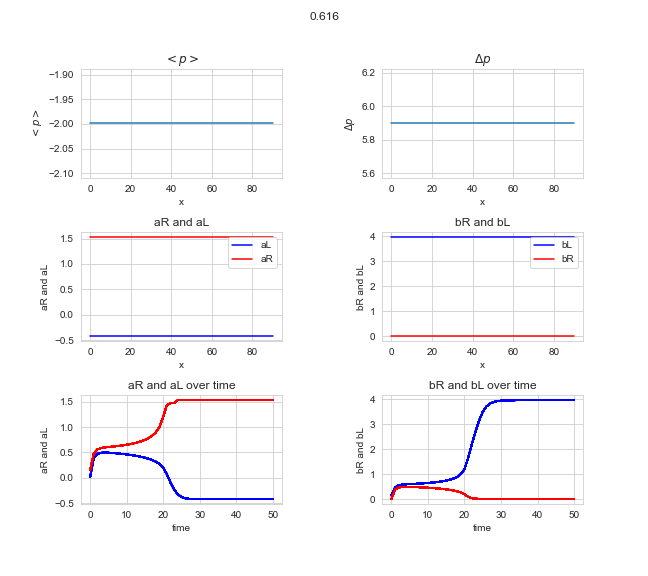 0.616
< p >
Δp
−1.90
−1.95
−2.00
−2.05
−2.10
< p >
0 20 40 60 80
x
6.2
6.0
5.8
5.6
Δp
0 20 40 60 80
x
aR and aL
bR and bL
1.5
1.0
0.5
0.0
−0.5
aR and aL
aL
aR
0 20 40 60 80
x
4
3
2
1
0
bR and bL
bL
bR
0 20 40 60 80
x
aR and aL over time
bR and bL over time
1.5
1.0
0.5
0.0
−0.5
aR and aL
0 10 20 30 40 50
time
4
3
2
1
0
bR and bL
0 10 20 30 40 50
time